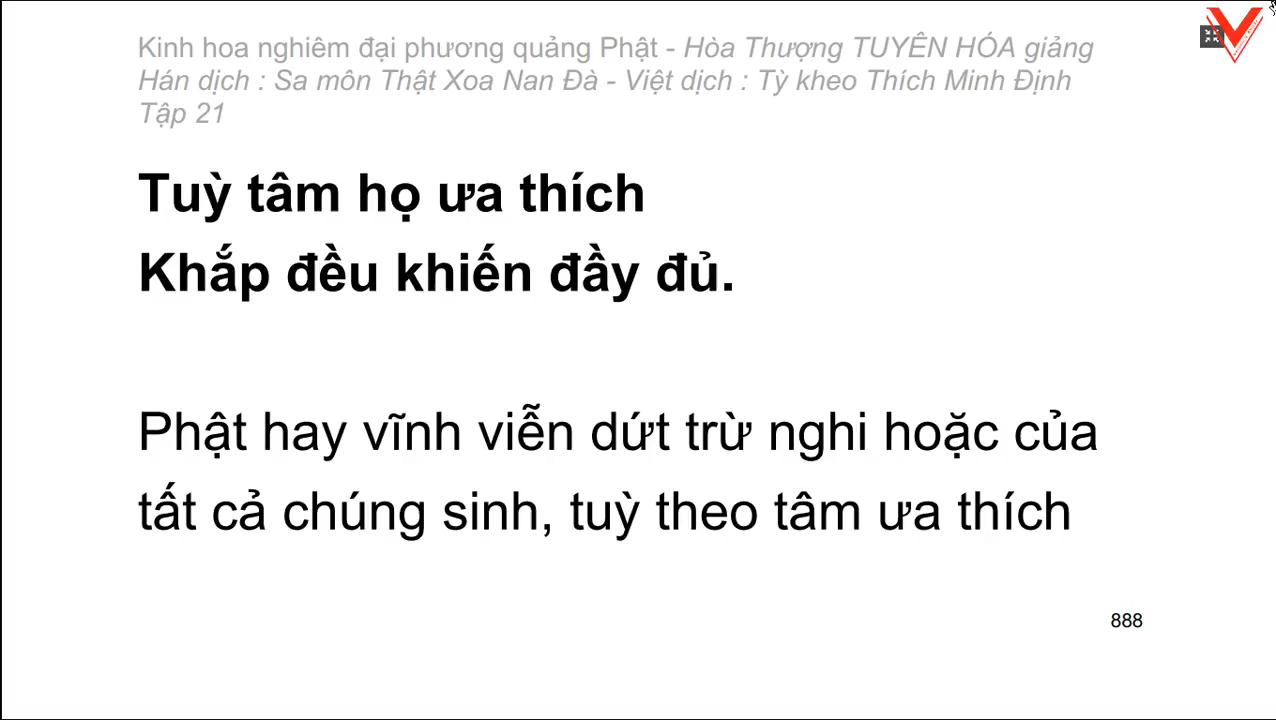 Kinh hoa nghiêm đại phương quảng Phật - Hòa Thượng TUYÊN HÓA giảng
Hán dịch : Sa môn Thật Xoa Nan Đà - Việt dịch : Tỳ kheo Thích Minh Định
Tập 21
Tuỳ tâm họ ưa thích
Khắp đều khiến đầy đủ.
Phật hay vĩnh viễn dứt trừ nghi hoặc của
tất cả chúng sinh, tuỳ theo tâm ưa thích
888